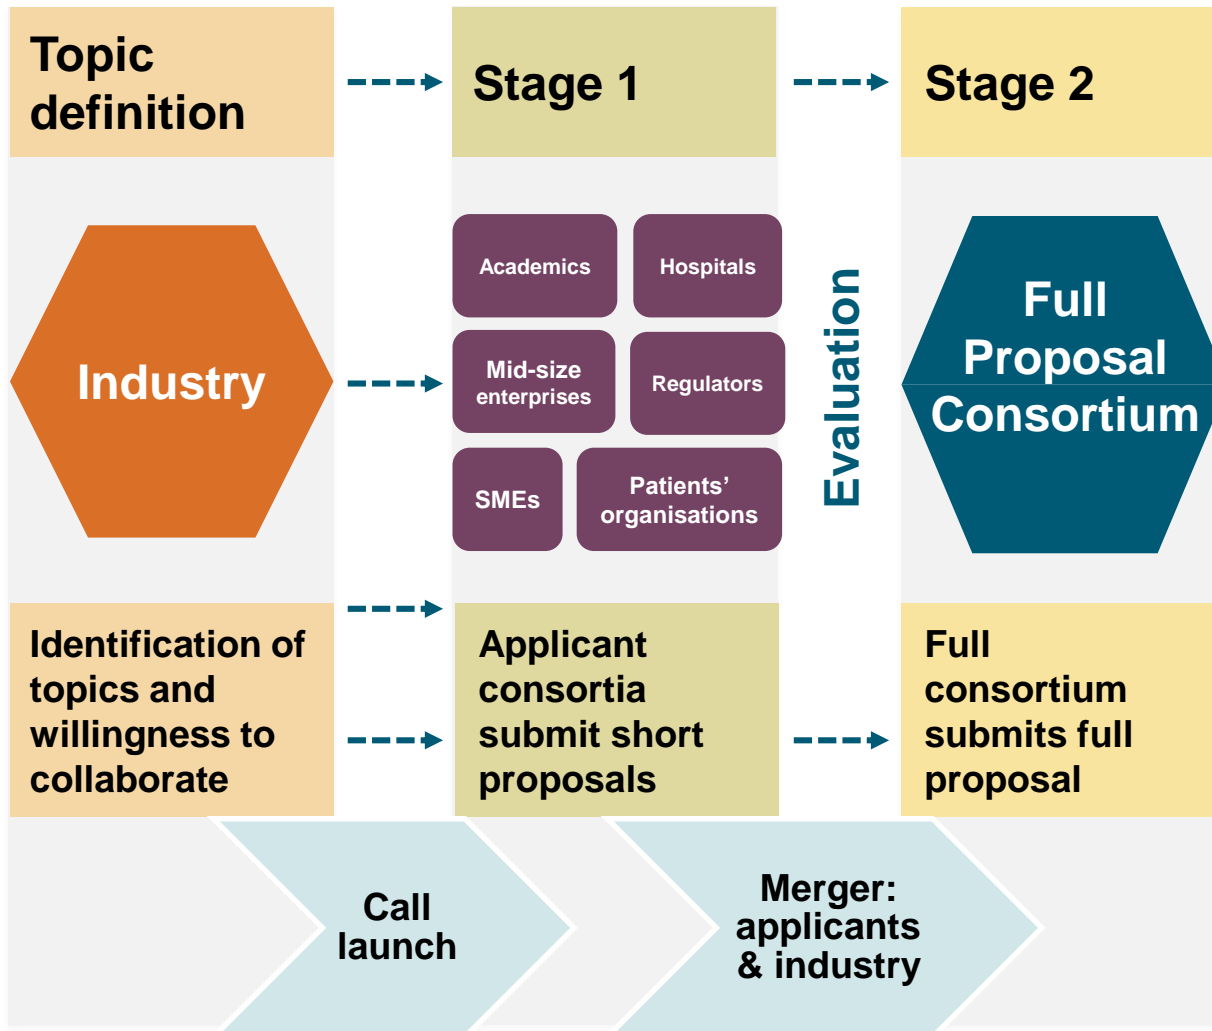 Topic
definition
Stage 1
Stage 2
Industry
Academics
Hospitals
Mid-size
enterprises
Regulators
SMEs
Patients’
organisations
Evaluation
Full
Proposal
Consortium
Identification of
topics and
willingness to
collaborate
Applicant
consortia
submit short
proposals
Full
consortium
submits full
proposal
Call
launch
Merger:
applicants
& industry